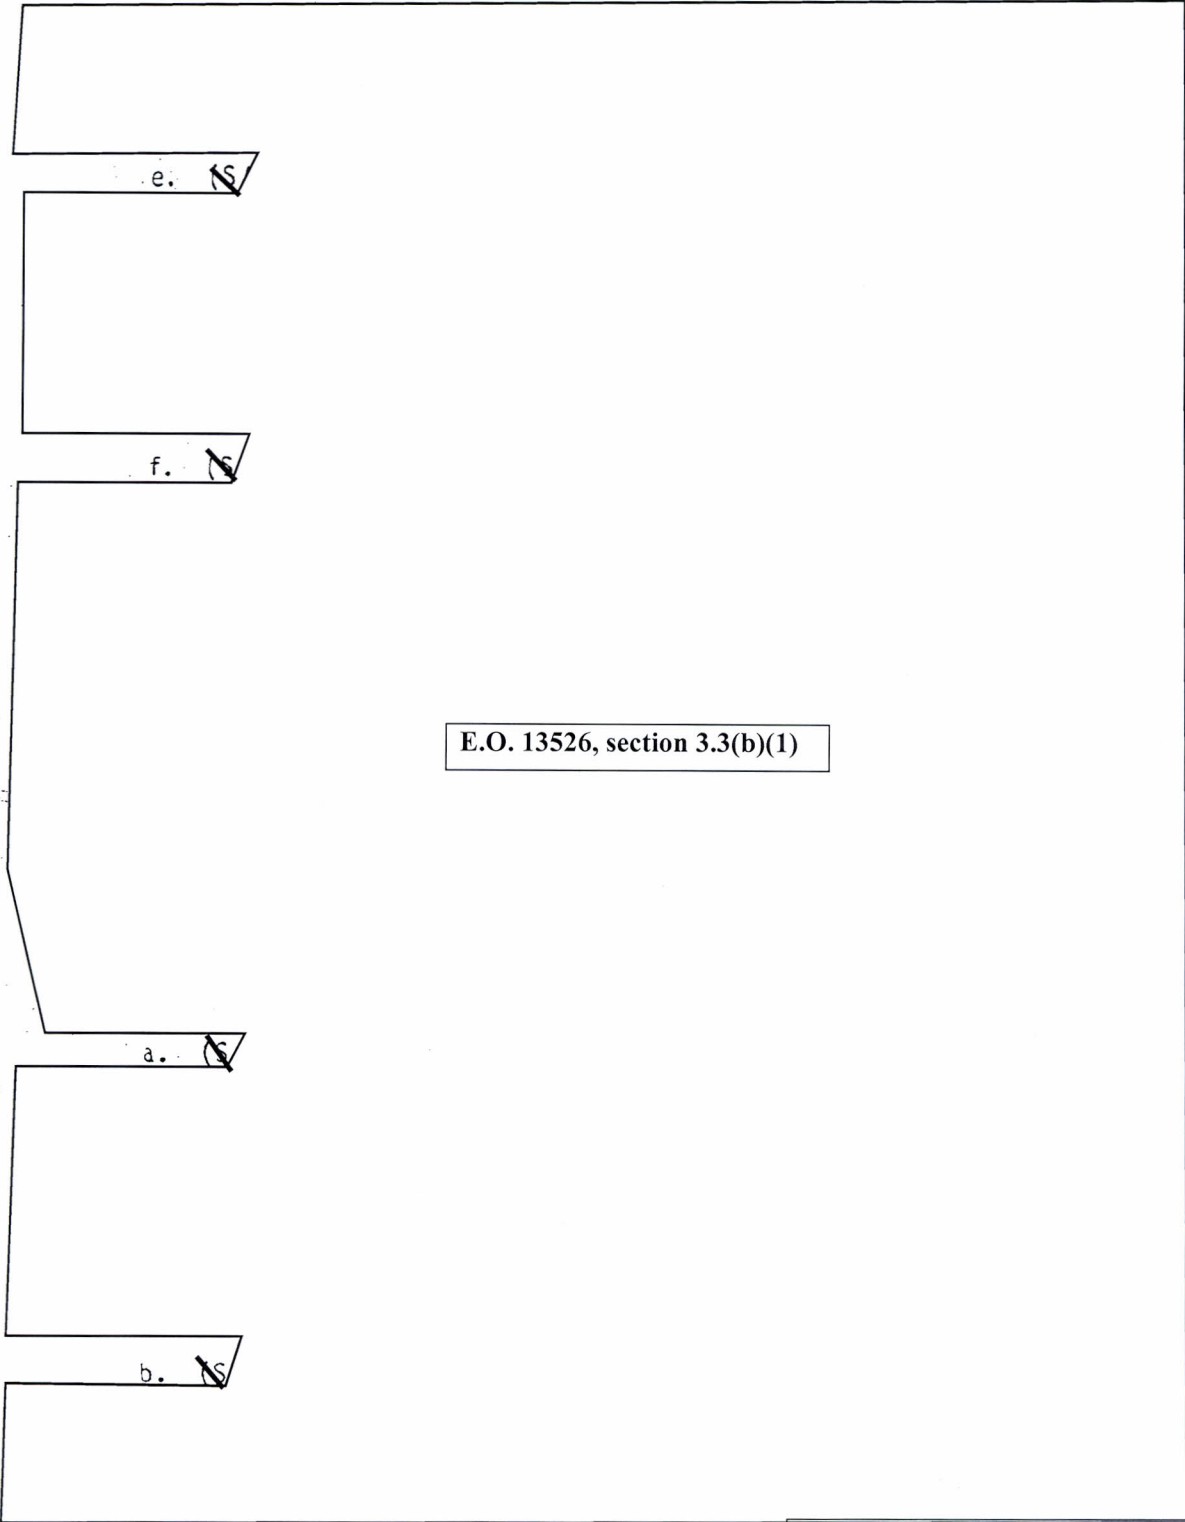 e. (S
f. (S
E.O. 13526, section 3.3(b)(1)
a. (S
b. (S